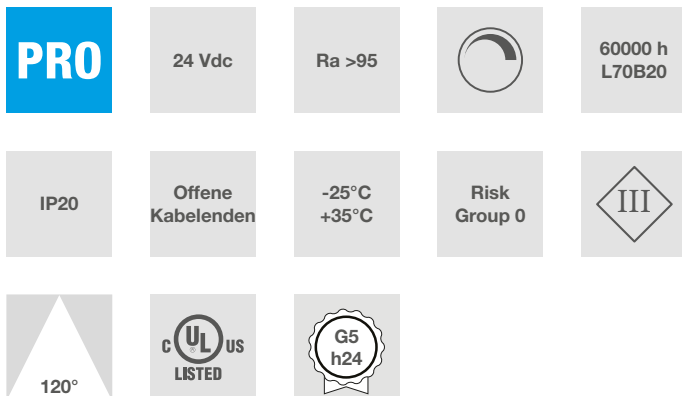 PRO
24 Vdc
Ra >95
60000 h
L70B20
IP20
Offene
Kabelenden
-25°C
+35°C
Risk
Group 0
III
120°
C UL US
®
LISTED
G5
h24